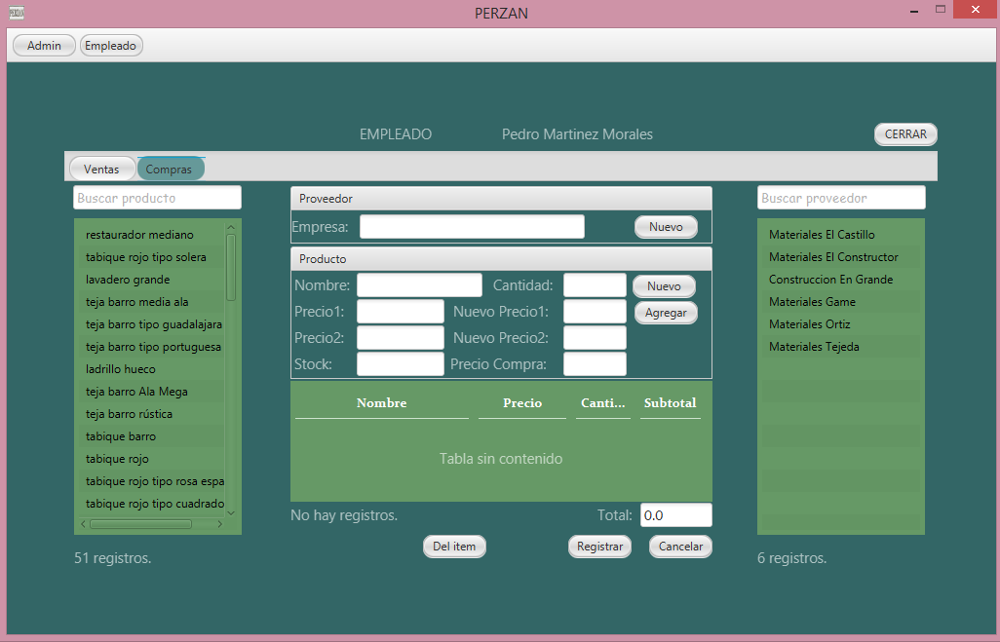 PERZAN
PERZAN
Admin
Empleado
EMPLEADO Pedro Martinez Morales
CERRAR
Ventas
Compras
Buscar producto
restaurador mediano
tabique rojo tipo solera
lavadero grande
teja barro media ala
teja barro tipo guadalajara
teja barro tipo portuguesa
ladrillo hueco
teja barro Ala Mega
teja barro rústica
tabique barro
tabique rojo
tabique rojo tipo rosa espa
tabique rojo tipo cuadrado
51 registros.
Proveedor
Empresa:
Nuevo
Producto
Nombre:
Cantidad:
Nuevo
Precio1:
Nuevo Precio1:
Agregar
Precio2:
Nuevo Precio2:
Stock:
Precio Compra:
Nombre Precio Canti... Subtotal
Tabla sin contenido
No hay registros.
Total: 0.0
Del item
Registrar
Cancelar
Buscar proveedor
Materiales El Castillo
Materiales El Constructor
Construccion En Grande
Materiales Game
Materiales Ortiz
Materiales Tejeda
6 registros.